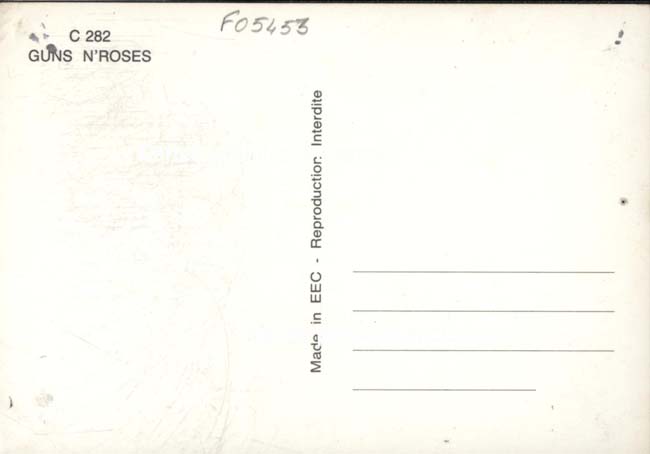 F05453
C 282
GUNS N'ROSES
Made in EEC - Reproduction Interdite